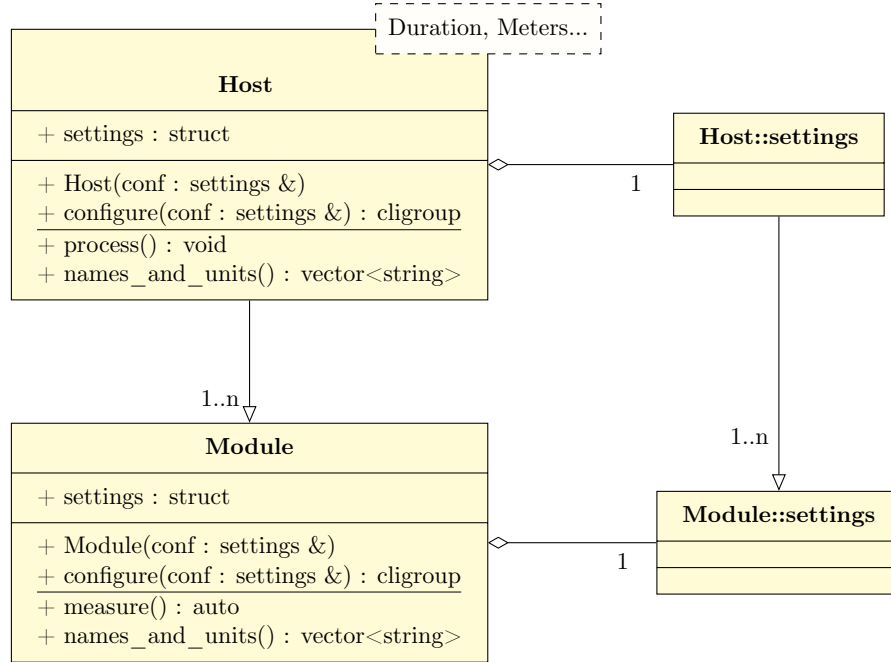 Duration, Meters...
Host
+ settings : struct
+ Host(conf : settings &)
+ configure(conf : settings &) : cligroup
+ process() : void
+ names_and_units() : vector<string>
Host::settings
1
1..n
Module
+ settings : struct
+ Module(conf : settings &)
+ configure(conf : settings &) : cligroup
+ measure() : auto
+ names_and_units() : vector<string>
1..n
Module::settings
1